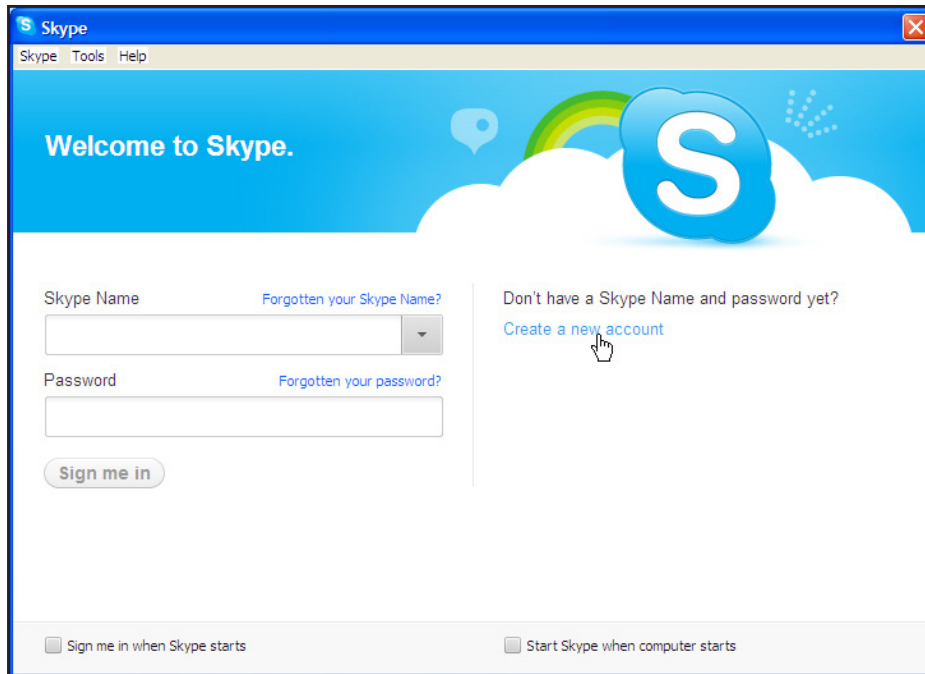 Skype
Skype Tools Help
Welcome to Skype.
Skype Name Forgotten your Skype Name?
Password Forgotten your password?
Sign me in
Don't have a Skype Name and password yet?
Create a new account
Sign me in when Skype starts
Start Skype when computer starts